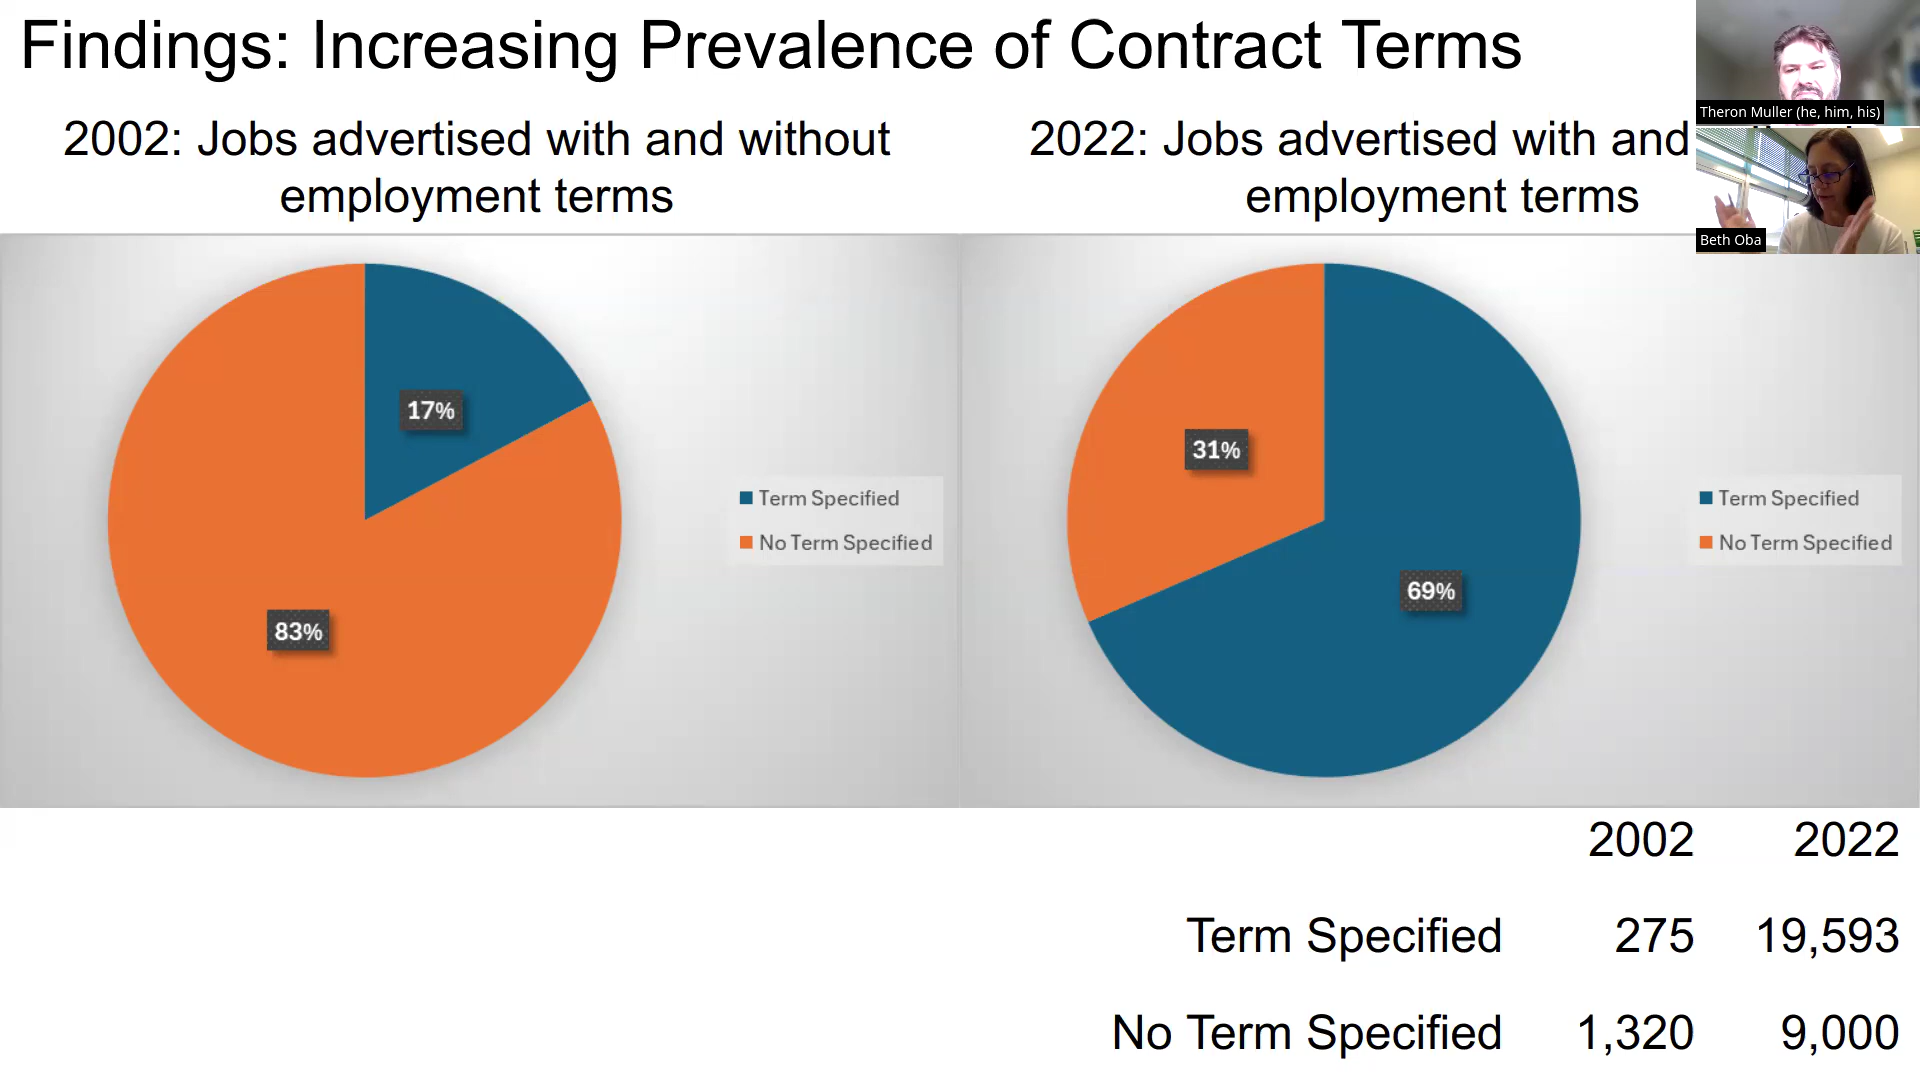 Findings: Increasing Prevalence of Contract Terms
2002: Jobs advertised with and without
employment terms
2022: Jobs advertised with and
employment terms
Theron Muller (he, him, his)
Beth Oba
17%
83%
Term Specified
No Term Specified
31%
69%
Term Specified
No Term Specified
2002 2022
Term Specified 275 19,593
No Term Specified 1,320 9,000